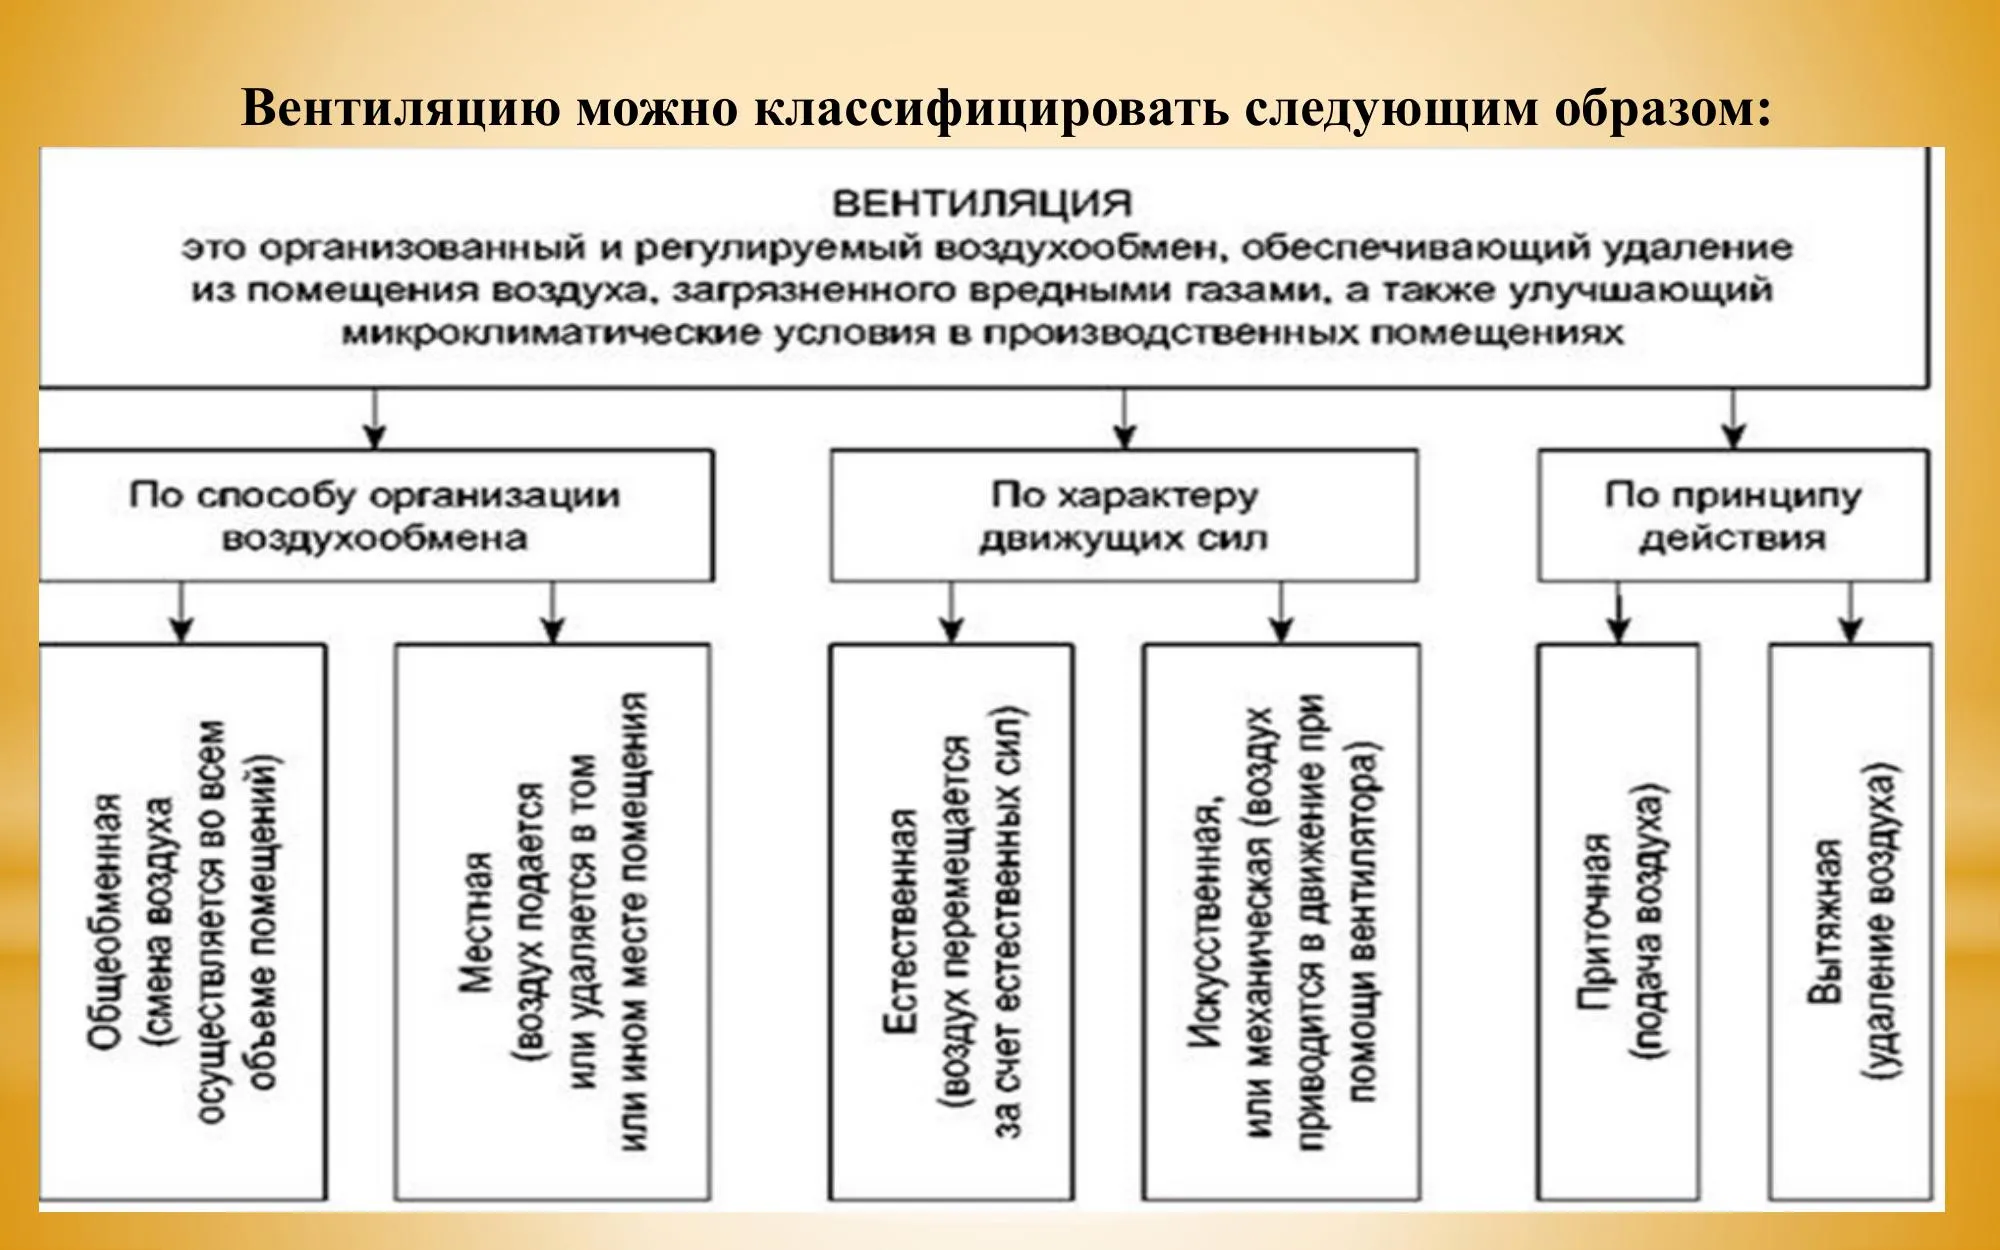 Вентиляцию можно классифицировать следующим образом:
ВЕНТИЛЯЦИЯ
это организованный и регулируемый воздухообмен, обеспечивающий удаление
из помещения воздуха, загрязненного вредными газами, а также улучшающий
микроклиматические условия в производственных помещениях
По способу организации
воздухообмена
По характеру
движущих сил
По принципу
действия
Общеобменная
(смена воздуха
осуществляется во всем
объеме помещений)
Местная
(воздух подается
или удаляется в том
или ином месте помещения
Естественная
(воздух перемещается
за счет естественных сил)
Искусственная,
или механическая (воздух
приводится в движение при
помощи вентилятора)
Приточная
(подача воздуха)
Вытяжная
(удаление воздуха)